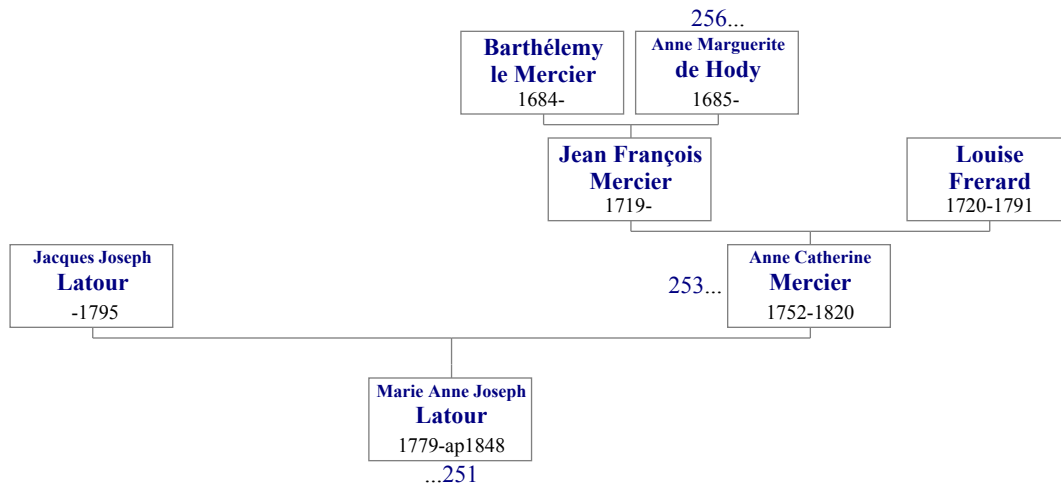 256...
Barthélemy
le Mercier
1684-
Anne Marguerite
de Hody
1685-
Jean François
Mercier
1719-
Louise
Frerard
1720-1791
Jacques Joseph
Latour
-1795
253...
Anne Catherine
Mercier
1752-1820
Marie Anne Joseph
Latour
1779-ap1848
...251